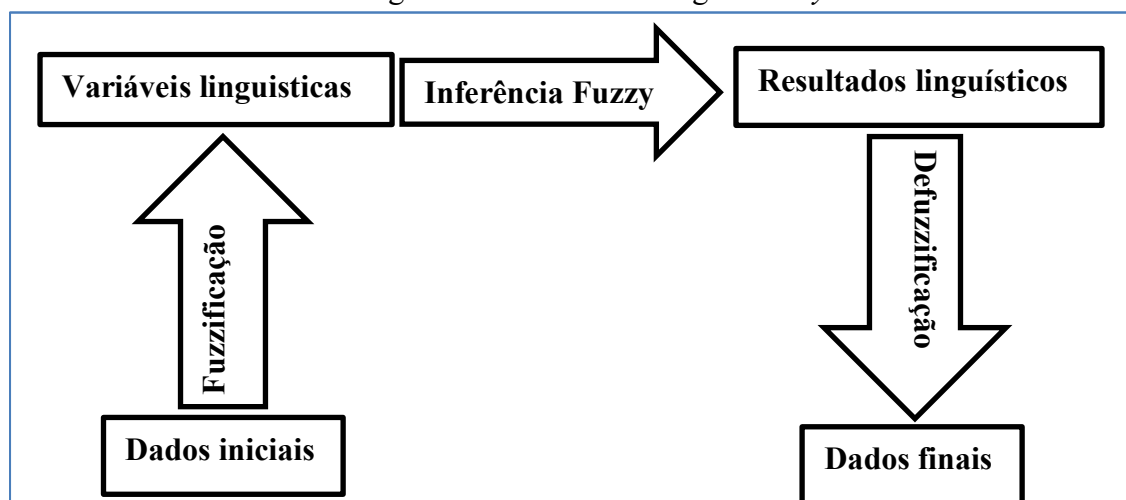 Variáveis linguisticas
Inferência Fuzzy
Resultados linguísticos
Fuzzificação
Defuzzificação
Dados iniciais
Dados finais